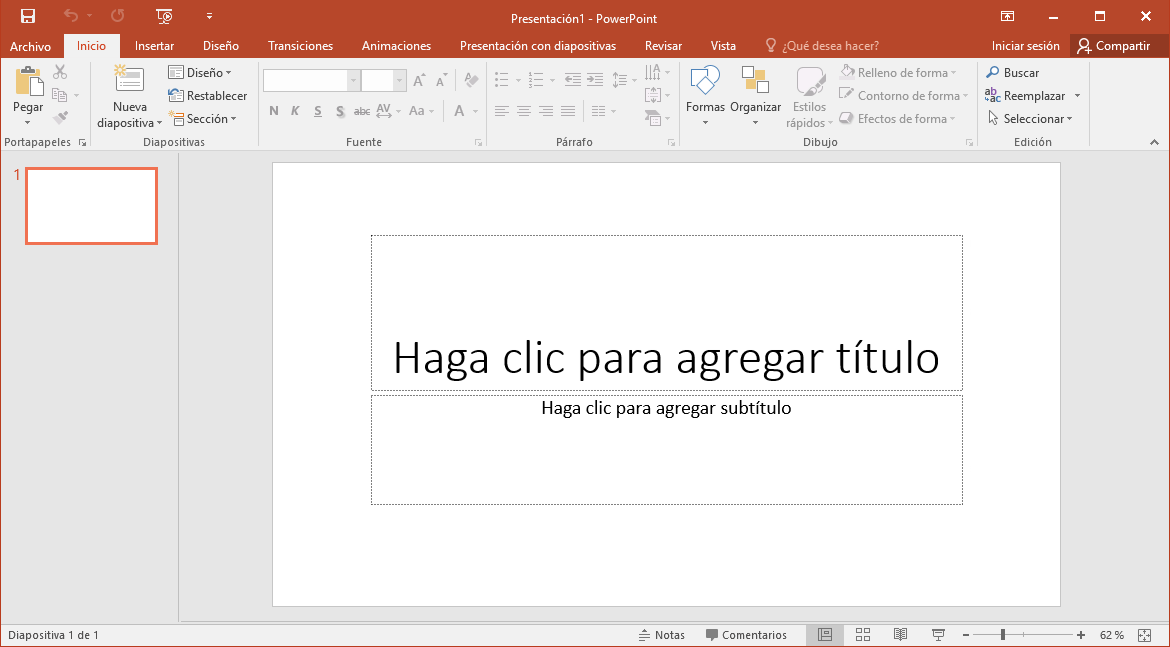 Presentación1 - PowerPoint
Archivo Inicio Insertar Diseño Transiciones Animaciones Presentación con diapositivas Revisar Vista ¿Qué desea hacer? Iniciar sesión Compartir
Pegar
Portapapeles
Nueva
diapositiva
Diseño
Restablecer
Sección
Diapositivas
N K S S abc AV Aa A
Fuente
Párrafo
Formas
Organizar
Estilos
rápidos
Relleno de forma
Contorno de forma
Efectos de forma
Dibujo
Buscar
Reemplazar
Seleccionar
Edición
1
Haga clic para agregar título
Haga clic para agregar subtítulo
Diapositiva 1 de 1 Notas Comentarios 62 %